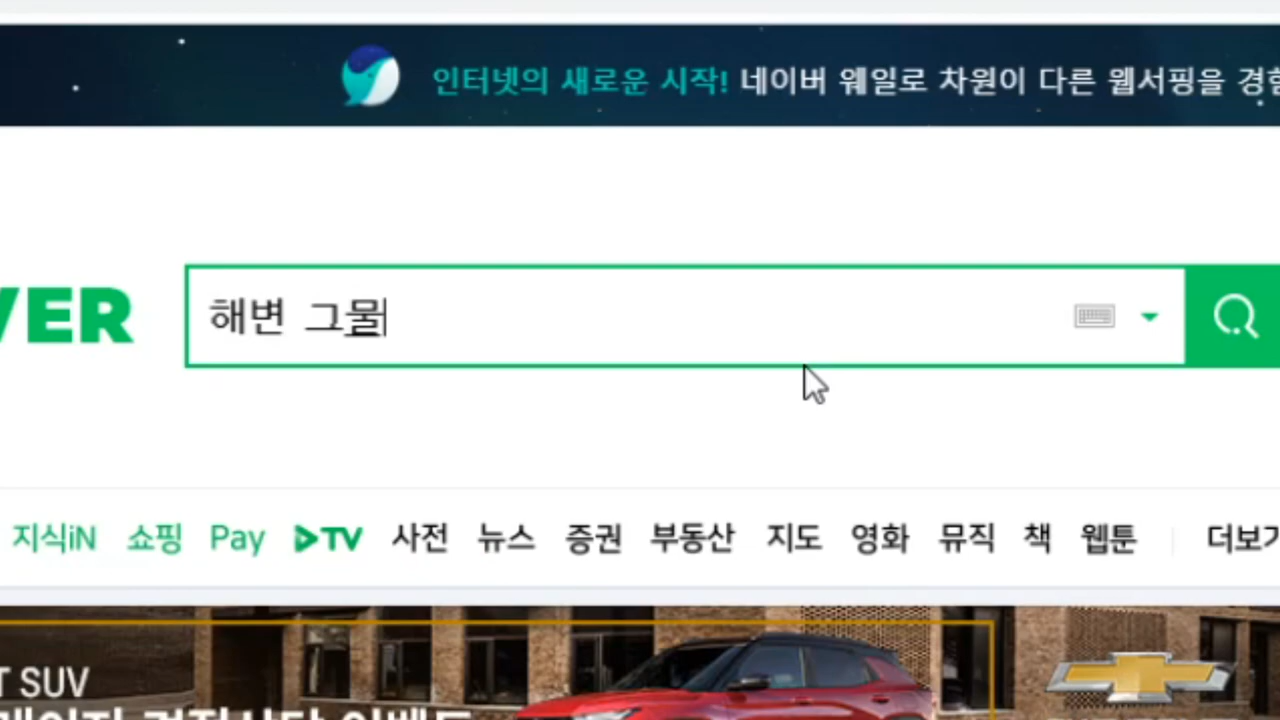 인터넷의 새로운 시작! 네이버 웨일로 차원이 다른 웹서핑을
VER
해변 그물
지식iN 쇼핑 Pay TV 사전 뉴스 증권 부동산 지도 영화 뮤직 책 웹툰 더보기
T SUV